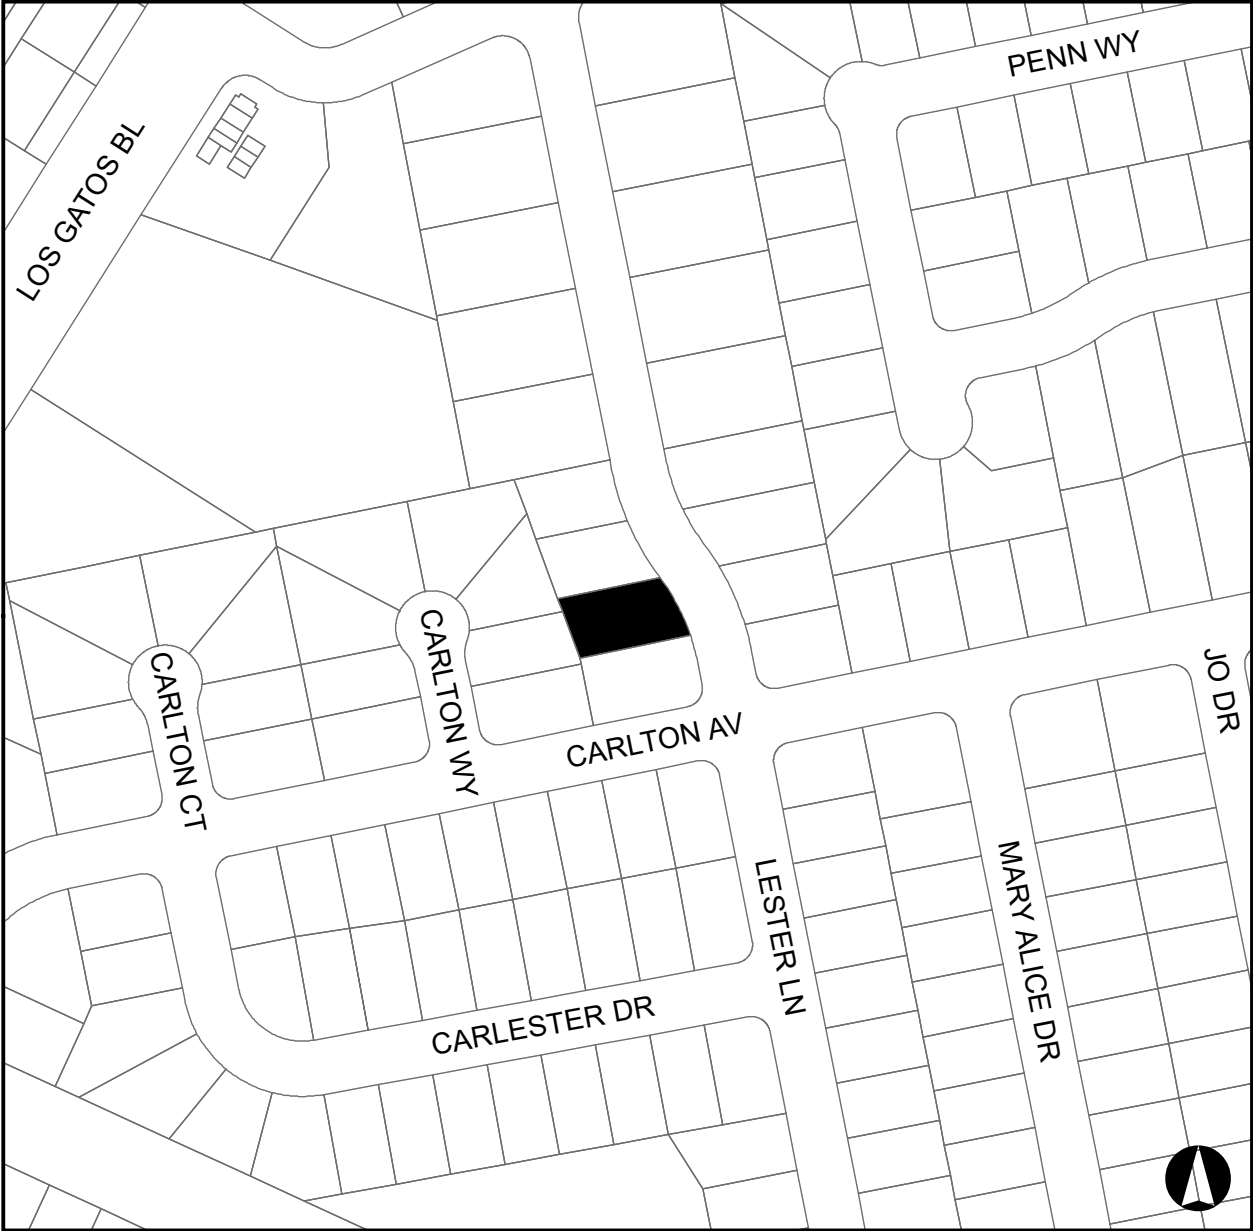 PENN WY
LOS GATOS BL
CARLTON WY
CARLTON CT
JO DR
CARLTON AV
LESTER LN
MARY ALICE DR
CARLESTER DR